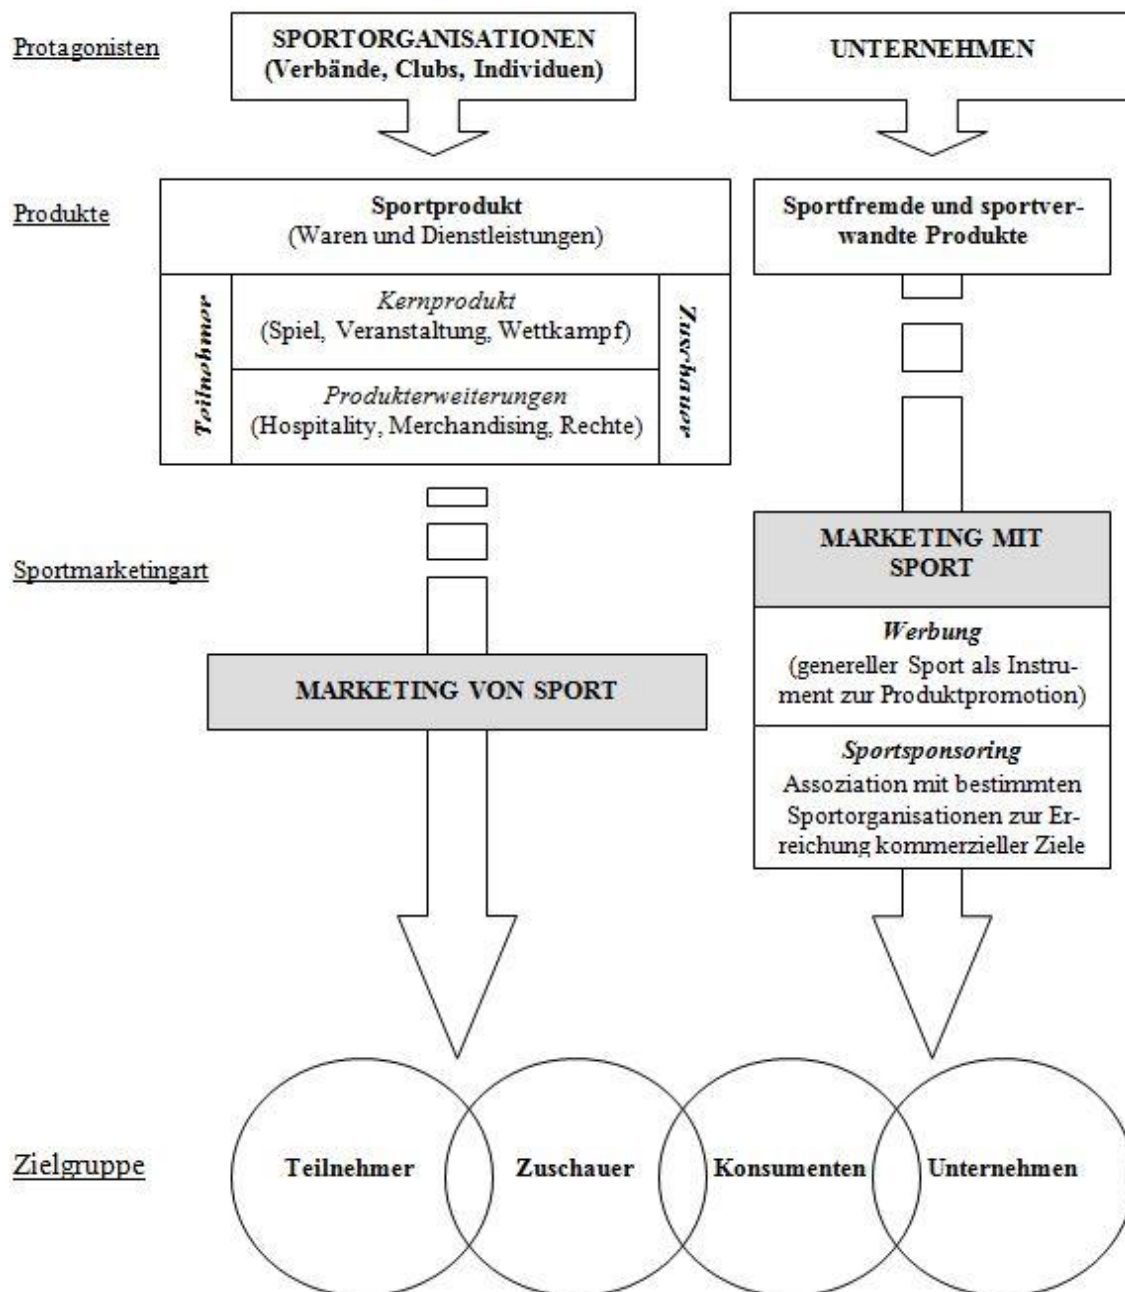 Protagonisten
SPORTORGANISATIONEN
(Verbände, Clubs, Individuen)
UNTERNEHMEN
Produkte
Sportprodukt
(Waren und Dienstleistungen)
Sportfremde und sportver-
wandte Produkte
Teilnehmer
Kernprodukt
(Spiel, Veranstaltung, Wettkampf)
Zuschauer
Produkterweiterungen
(Hospitality, Merchandising, Rechte)
Sportmarketingart
MARKETING VON SPORT
MARKETING MIT
SPORT
Werbung
(genereller Sport als Instru-
ment zur Produktpromotion)
Sportsponsoring
Assoziation mit bestimmten
Sportorganisationen zur Er-
reichung kommerzieller Ziele
Zielgruppe
Teilnehmer
Zuschauer
Konsumenten
Unternehmen